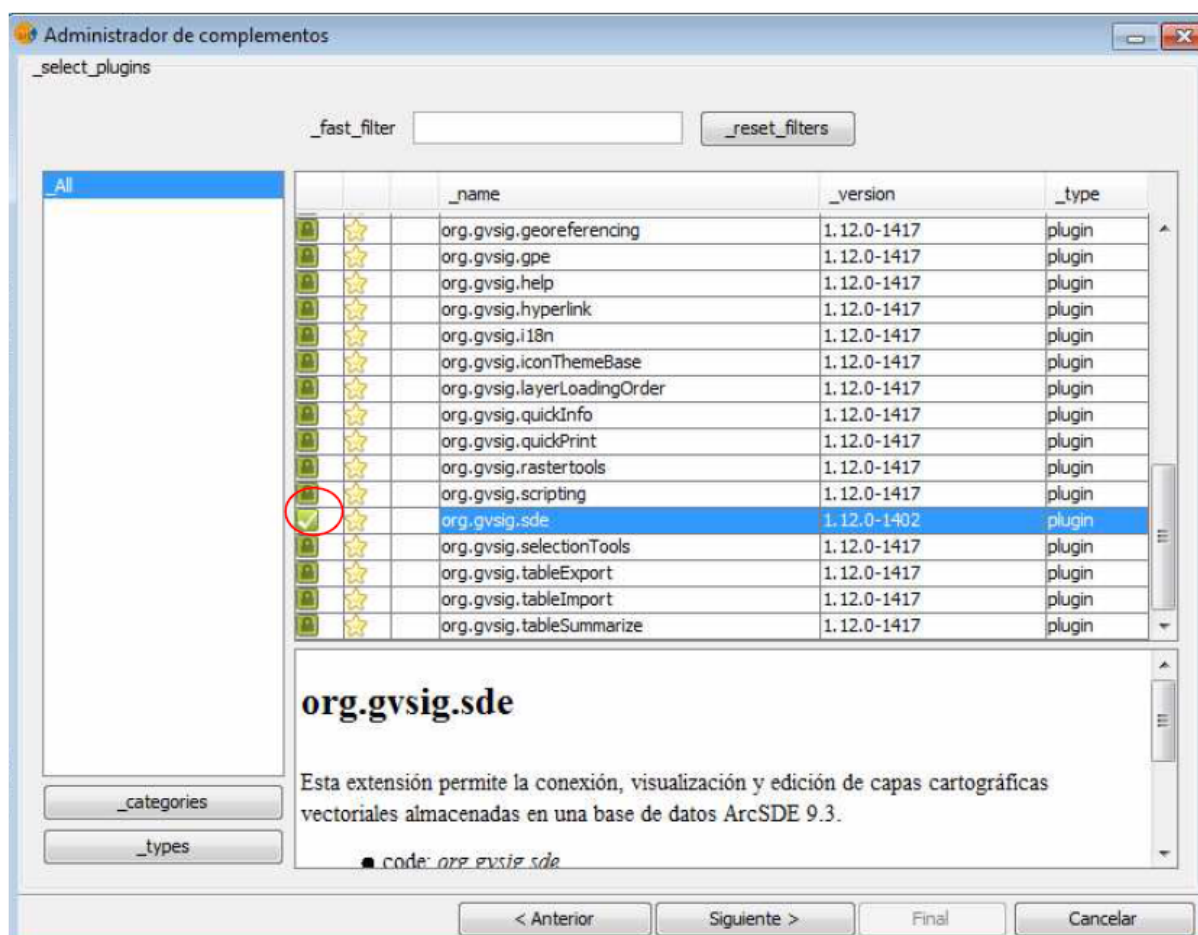 Administrador de complementos
_select_plugins
_fast_filter _reset_filters
_All
_name _version _type
org.gvsig.georeferencing 1.12.0-1417 plugin
org.gvsig.gpe 1.12.0-1417 plugin
org.gvsig.help 1.12.0-1417 plugin
org.gvsig.hyperlink 1.12.0-1417 plugin
org.gvsig.i18n 1.12.0-1417 plugin
org.gvsig.iconThemeBase 1.12.0-1417 plugin
org.gvsig.layerLoadingOrder 1.12.0-1417 plugin
org.gvsig.quickInfo 1.12.0-1417 plugin
org.gvsig.quickPrint 1.12.0-1417 plugin
org.gvsig.rastertools 1.12.0-1417 plugin
org.gvsig.scripting 1.12.0-1417 plugin
org.gvsig.sde 1.12.0-1402 plugin
org.gvsig.selectionTools 1.12.0-1417 plugin
org.gvsig.tableExport 1.12.0-1417 plugin
org.gvsig.tableImport 1.12.0-1417 plugin
org.gvsig.tableSummarize 1.12.0-1417 plugin
org.gvsig.sde
Esta extensión permite la conexión, visualización y edición de capas cartográficas
vectoriales almacenadas en una base de datos ArcSDE 9.3.
● code: org.gvsig.sde
_categories
_types
< Anterior Siguiente > Final Cancelar